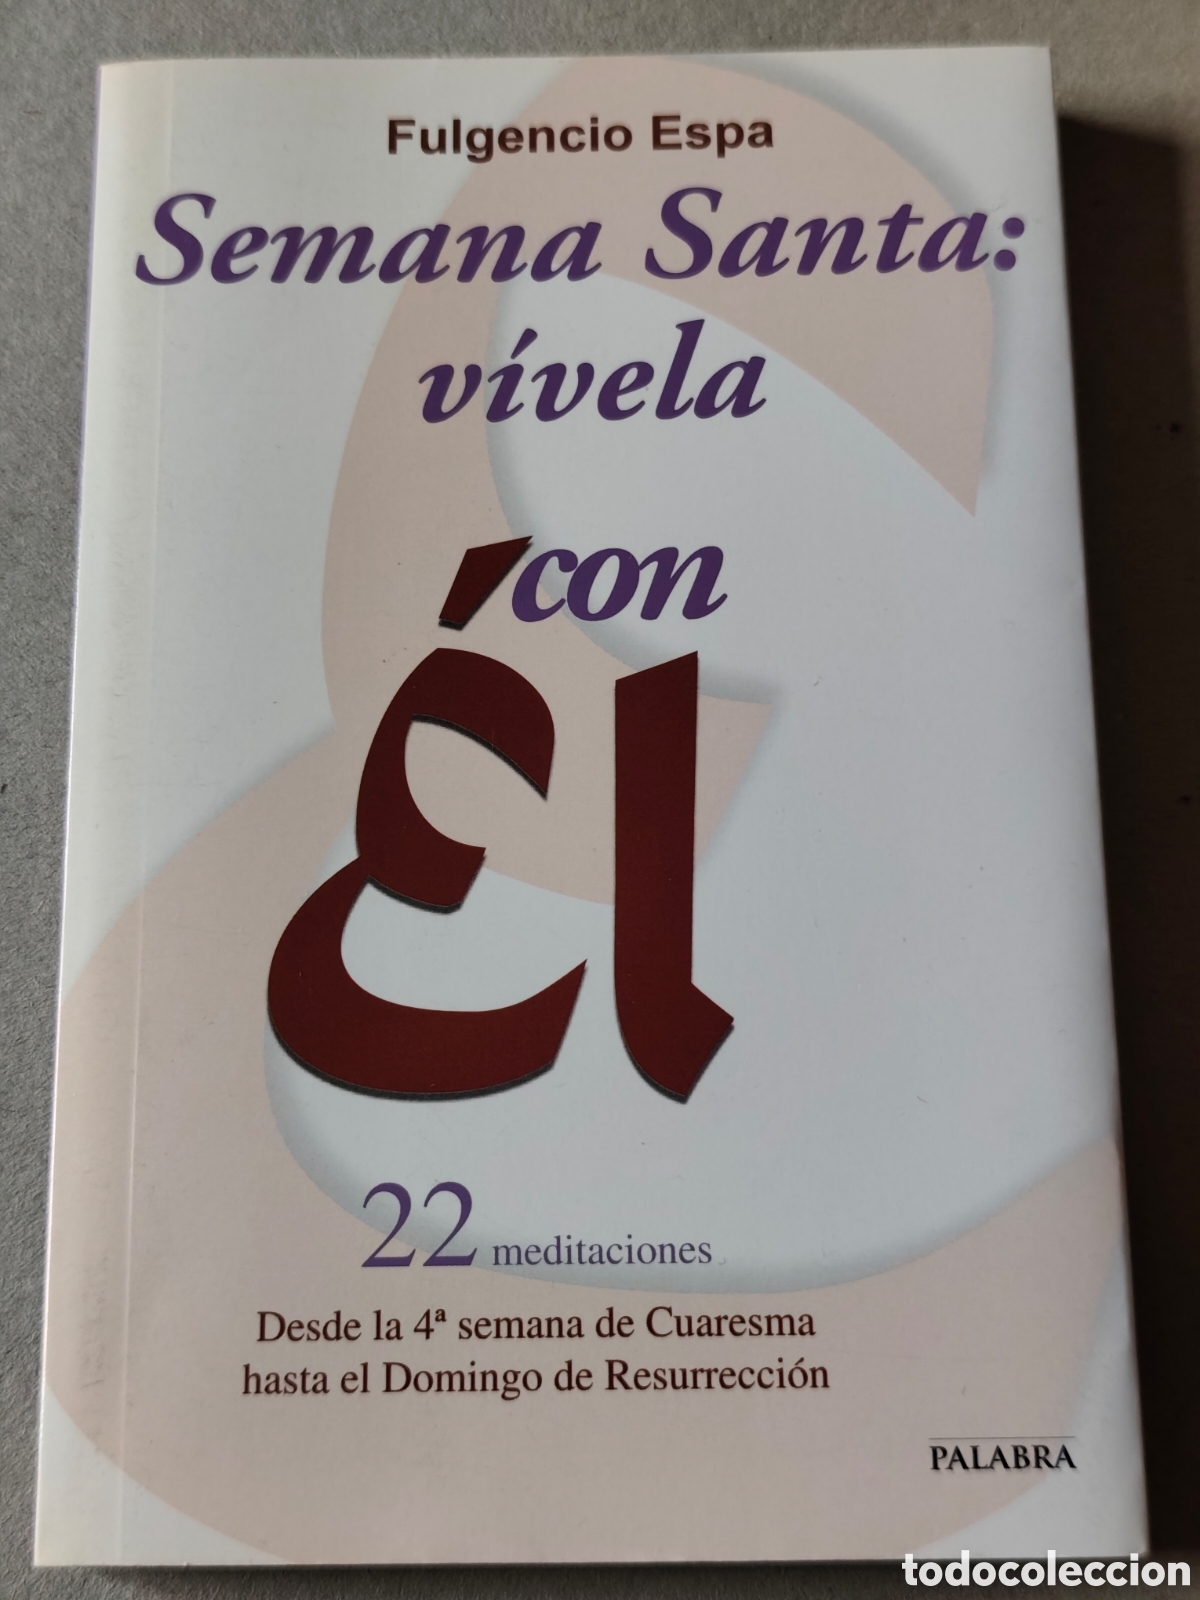 Fulgencio Espa
Semana Santa:
vívela
con
Él
22 meditaciones
Desde la 4ª semana de Cuaresma
hasta el Domingo de Resurrección
PALABRA
todocoleccion